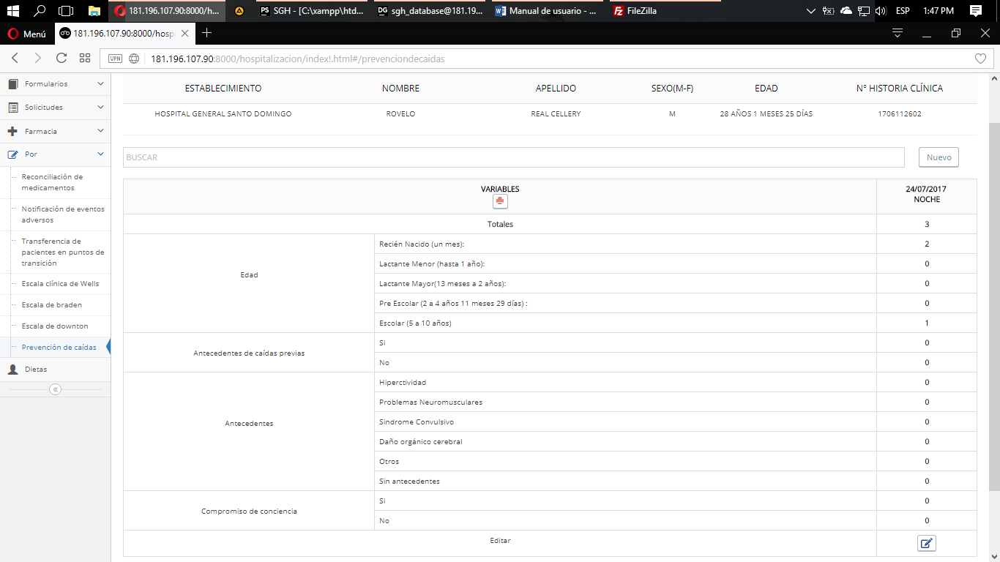 181.196.107.90:8000/h...
SGH - [C:\xampp\htd...
sgh_database@181.19...
Manual de usuario - ...
FileZilla
ESP
1:47 PM
Menú
181.196.107.90:8000/hospi
VPN
181.196.107.90:8000/hospitalizacion/index!.html#/prevenciondecaidas
Formularios
Solicitudes
Farmacia
Por
Reconciliación de
medicamentos
Notificación de eventos
adversos
Transferencia de
pacientes en puntos de
transición
Escala clínica de Wells
Escala de braden
Escala de downton
Prevención de caídas
Dietas
ESTABLECIMIENTO NOMBRE APELLIDO SEXO(M-F) EDAD N° HISTORIA CLÍNICA
HOSPITAL GENERAL SANTO DOMINGO ROVELO REAL CELLERY M 28 AÑOS 1 MESES 25 DÍAS 1706112602
BUSCAR
Nuevo
VARIABLES
24/07/2017
NOCHE
Totales 3
Edad
Recién Nacido (un mes): 2
Lactante Menor (hasta 1 año): 0
Lactante Mayor(13 meses a 2 años): 0
Pre Escolar (2 a 4 años 11 meses 29 días) : 0
Escolar (5 a 10 años) 1
Antecedentes de caídas previas
Si 0
No 0
Antecedentes
Hiperctividad 0
Problemas Neuromusculares 0
Sindrome Convulsivo 0
Daño orgánico cerebral 0
Otros 0
Sin antecedentes 0
Compromiso de conciencia
Si 0
No 0
Editar